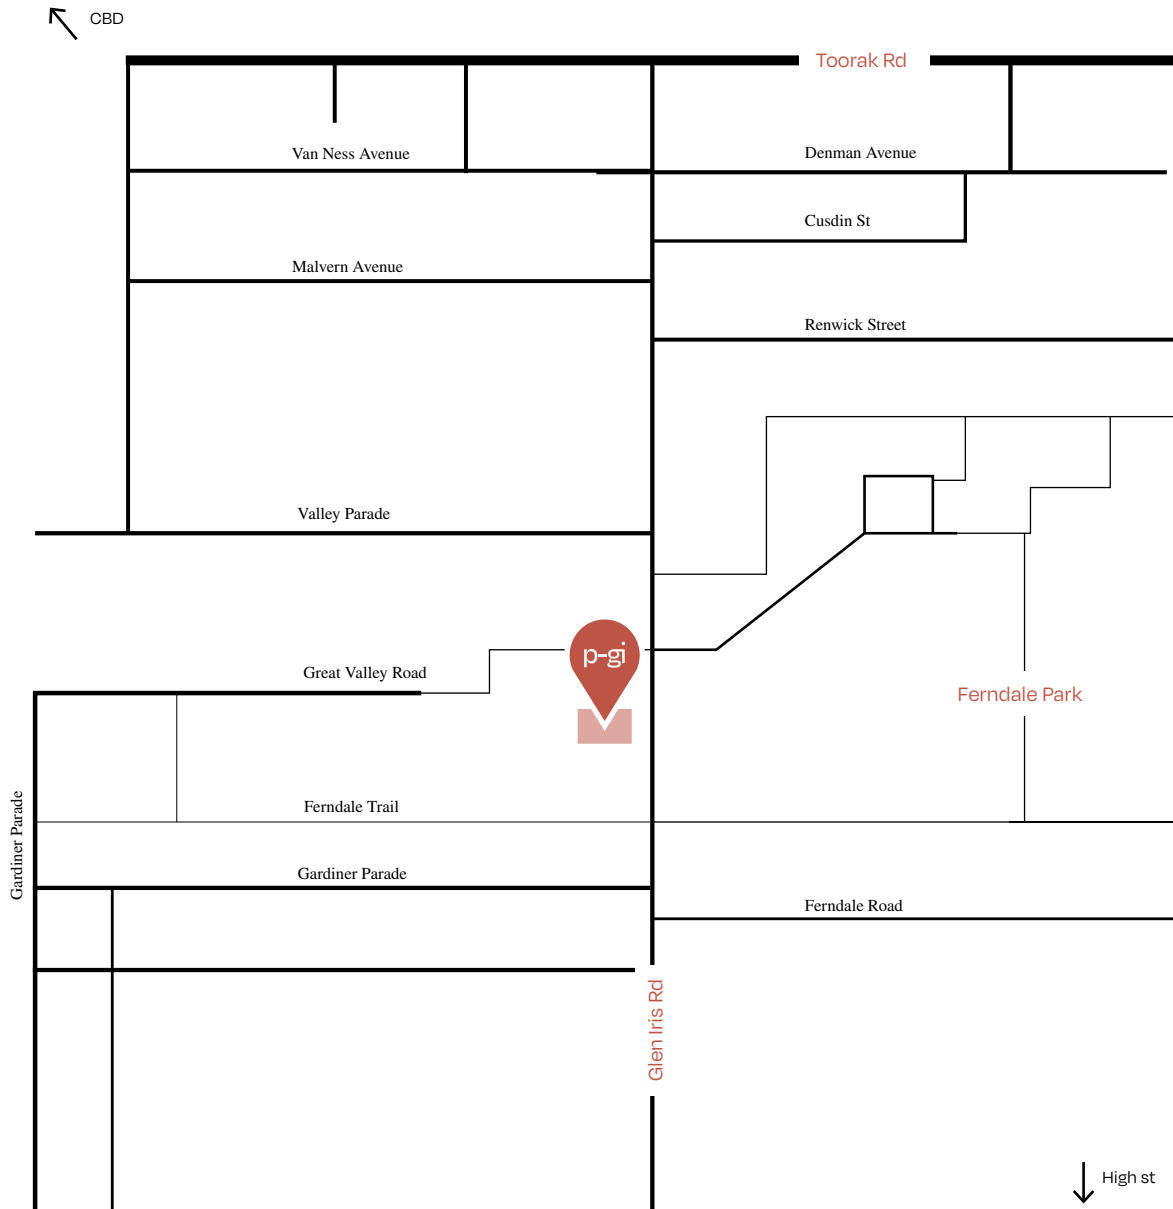 CBD
Toorak Rd
Van Ness Avenue
Denman Avenue
Cusdin St
Malvern Avenue
Renwick Street
Valley Parade
p-gi
Great Valley Road
Ferndale Park
Ferndale Trail
Gardiner Parade
Gardiner Parade
Ferndale Road
Glen Iris Rd
High st